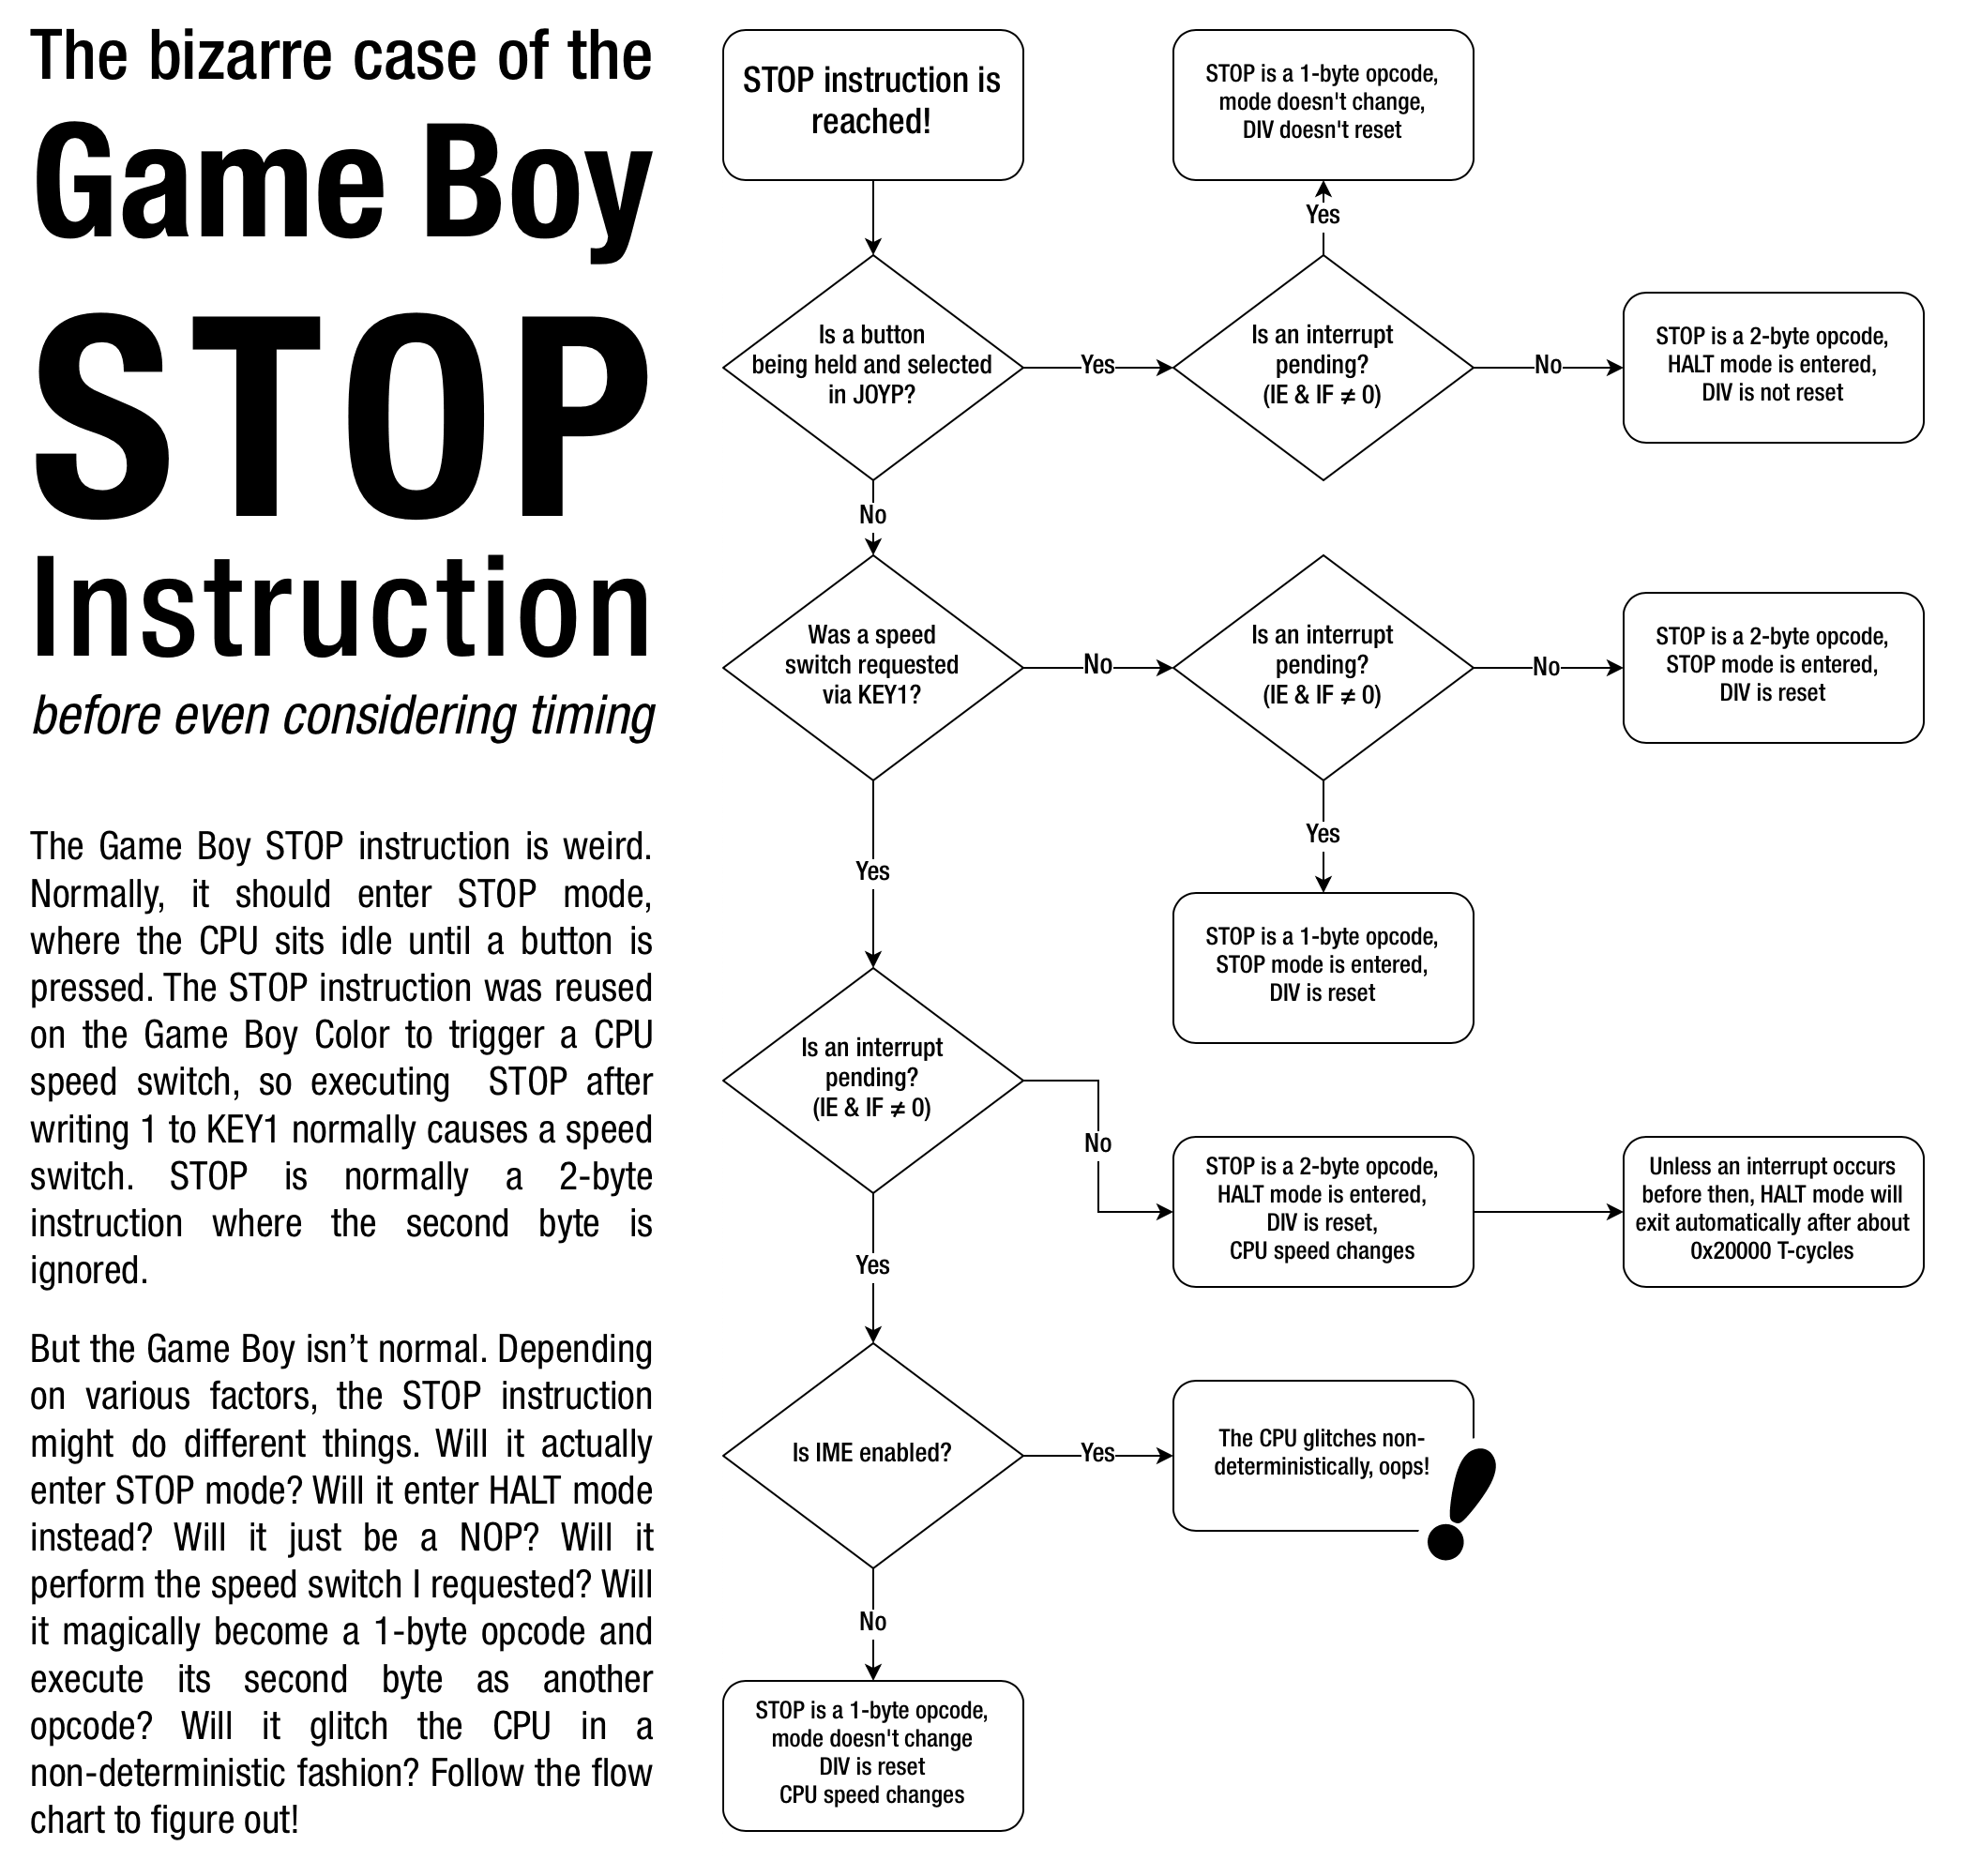 The bizarre case of the
Game Boy
STOP
Instruction
before even considering timing
The Game Boy STOP instruction is weird.
Normally, it should enter STOP mode,
where the CPU sits idle until a button is
pressed. The STOP instruction was reused
on the Game Boy Color to trigger a CPU
speed switch, so executing STOP after
writing 1 to KEY1 normally causes a speed
switch. STOP is normally a 2-byte
instruction where the second byte is
ignored.
But the Game Boy isn’t normal. Depending
on various factors, the STOP instruction
might do different things. Will it actually
enter STOP mode? Will it enter HALT mode
instead? Will it just be a NOP? Will it
perform the speed switch I requested? Will
it magically become a 1-byte opcode and
execute its second byte as another
opcode? Will it glitch the CPU in a
non-deterministic fashion? Follow the flow
chart to figure out!
STOP instruction is
reached!
STOP is a 1-byte opcode,
mode doesn't change,
DIV doesn't reset
Yes
Is a button
being held and selected
in JOYP?
Yes
Is an interrupt
pending?
(IE & IF ≠ 0)
No
STOP is a 2-byte opcode,
HALT mode is entered,
DIV is not reset
No
Was a speed
switch requested
via KEY1?
No
Is an interrupt
pending?
(IE & IF ≠ 0)
No
STOP is a 2-byte opcode,
STOP mode is entered,
DIV is reset
Yes
Yes
STOP is a 1-byte opcode,
STOP mode is entered,
DIV is reset
Is an interrupt
pending?
(IE & IF ≠ 0)
No
STOP is a 2-byte opcode,
HALT mode is entered,
DIV is reset,
CPU speed changes
Unless an interrupt occurs
before then, HALT mode will
exit automatically after about
0x20000 T-cycles
Yes
Is IME enabled?
Yes
The CPU glitches non-
deterministically, oops!
!
No
STOP is a 1-byte opcode,
mode doesn't change
DIV is reset
CPU speed changes